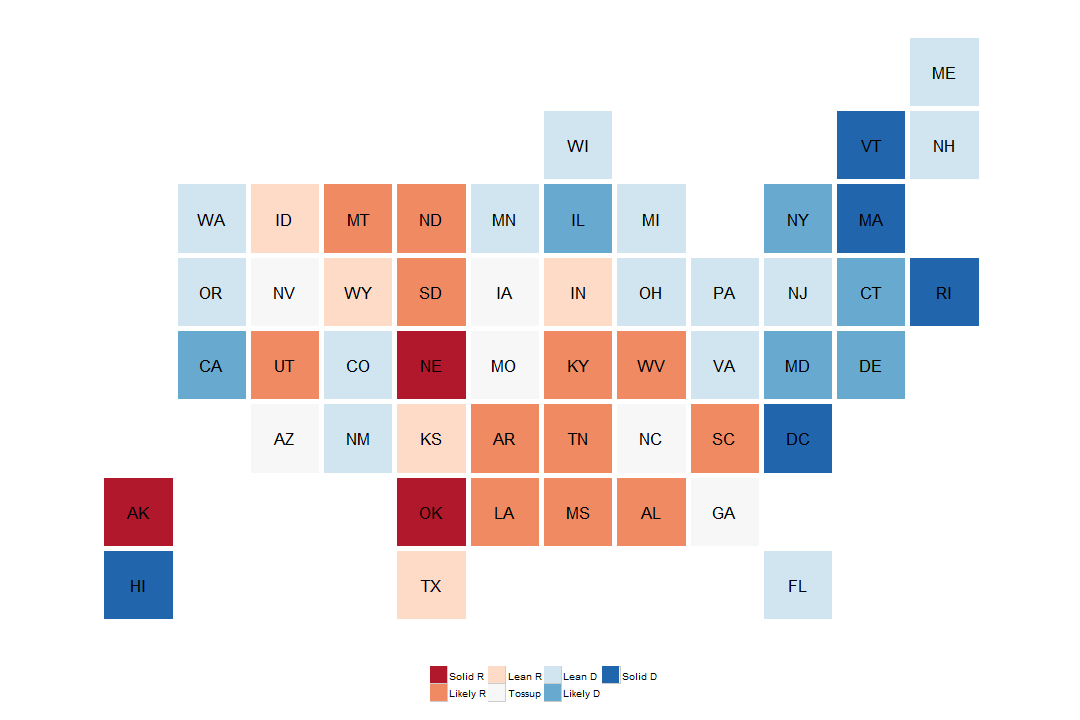 ME
WI VT NH
WA ID MT ND MN IL MI NY MA
OR NV WY SD IA IN OH PA NJ CT RI
CA UT CO NE MO KY WV VA MD DE
AZ NM KS AR TN NC SC DC
AK OK LA MS AL GA
HI TX FL
Solid R Lean R Lean D Solid D
Likely R Tossup Likely D